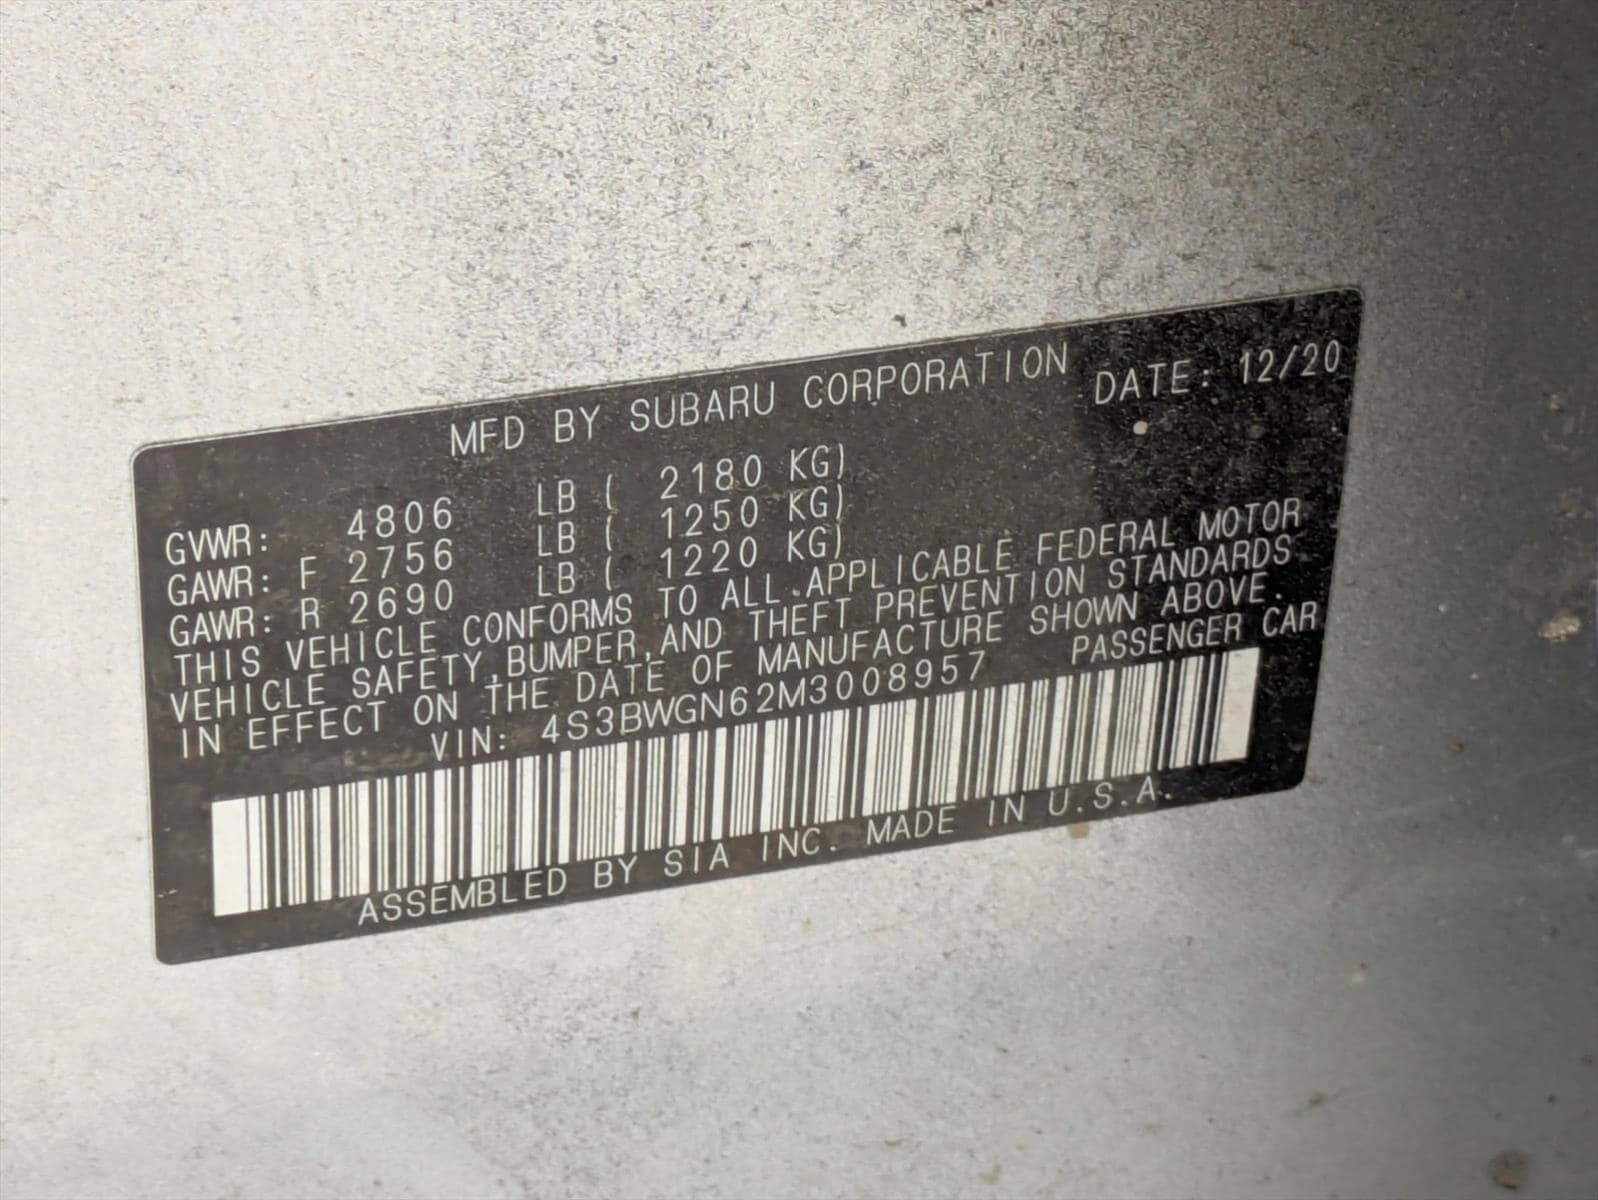 MFD BY SUBARU CORPORATION DATE: 12/20
GVWR: 4806 LB ( 2180 KG)
GAWR: F 2756 LB ( 1250 KG)
GAWR: R 2690 LB ( 1220 KG)
THIS VEHICLE CONFORMS TO ALL APPLICABLE FEDERAL MOTOR
VEHICLE SAFETY,BUMPER,AND THEFT PREVENTION STANDARDS
IN EFFECT ON THE DATE OF MANUFACTURE SHOWN ABOVE.
VIN: 4S3BWGN62M3008957 PASSENGER CAR
ASSEMBLED BY SIA INC. MADE IN U.S.A.